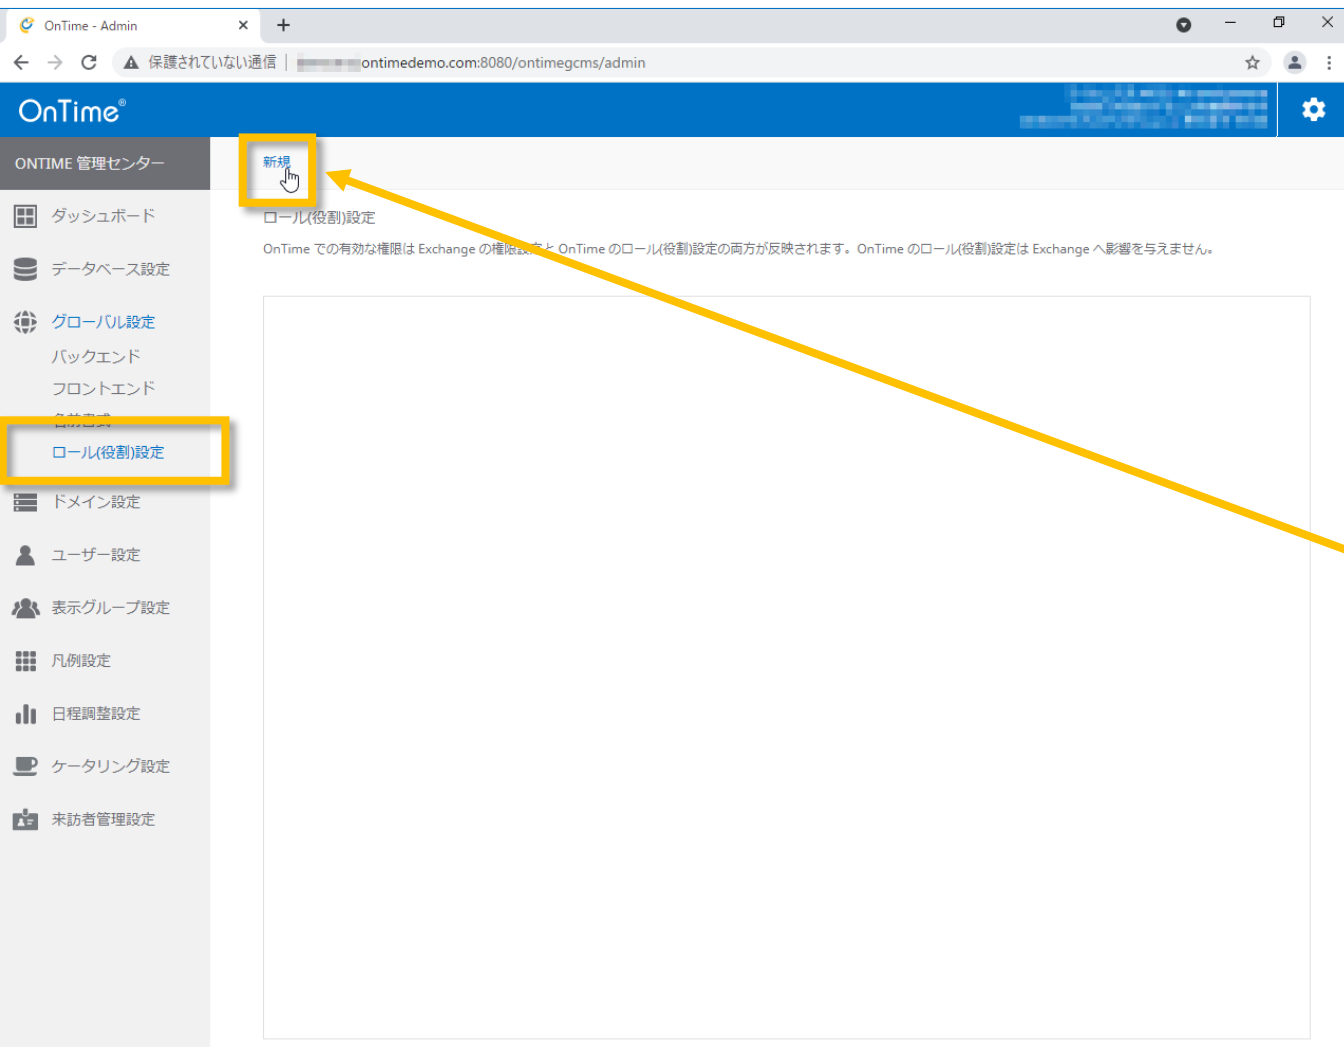 OnTime - Admin
保護されていない通信
ontimedemo.com:8080/ontimegcms/admin
OnTime®
ONTIME 管理センター
新規
ダッシュボード
データベース設定
グローバル設定
バックエンド
フロントエンド
ロール(役割)設定
ドメイン設定
ユーザー設定
表示グループ設定
凡例設定
日程調整設定
ケータリング設定
来訪者管理設定
ロール(役割)設定
OnTime での有効な権限は Exchange の権限設定と OnTime のロール(役割)設定の両方が反映されます。OnTime のロール(役割)設定は Exchange へ影響を与えません。